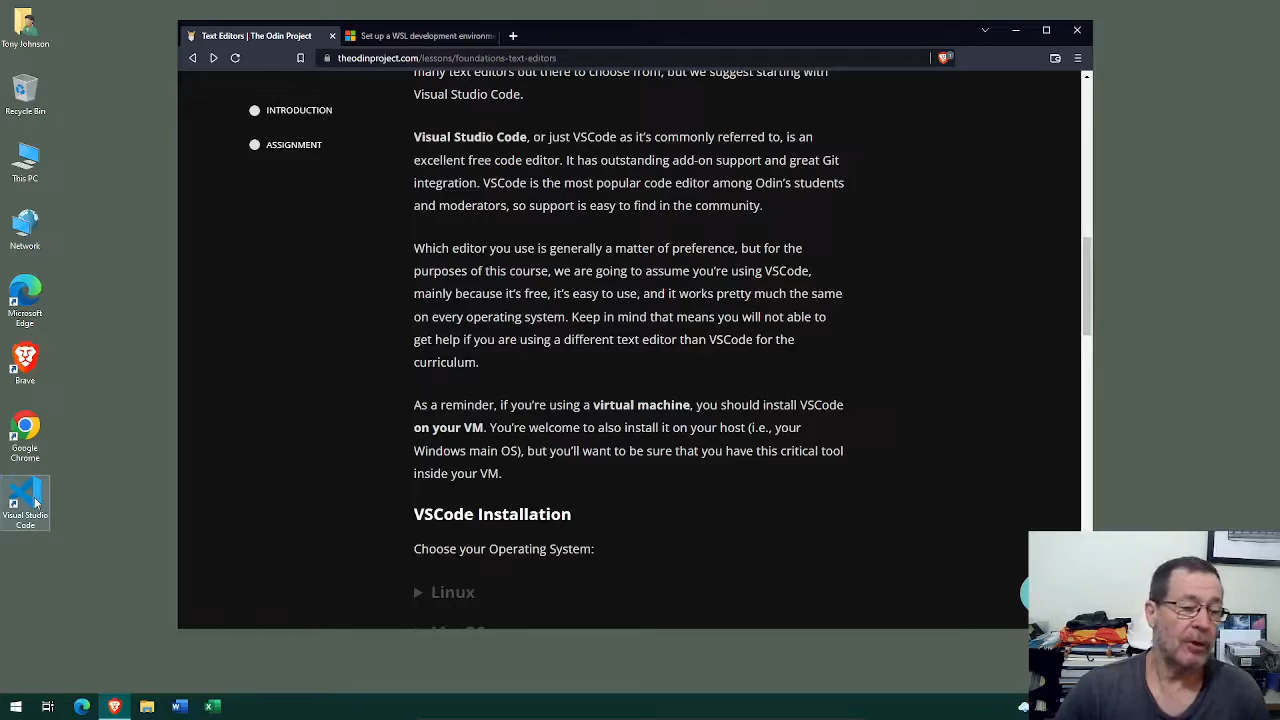 Tony Johnson
Recycle Bin
This PC
Network
Microsoft
Edge
Brave
Google
Chrome
Visual Studio
Code
Text Editors | The Odin Project
Set up a WSL development environme
theodinproject.com/lessons/foundations-text-editors
1
INTRODUCTION
ASSIGNMENT
many text editors out there to choose from, but we suggest starting with
Visual Studio Code.
Visual Studio Code, or just VSCode as it's commonly referred to, is an
excellent free code editor. It has outstanding add-on support and great Git
integration. VSCode is the most popular code editor among Odin's students
and moderators, so support is easy to find in the community.
Which editor you use is generally a matter of preference, but for the
purposes of this course, we are going to assume you're using VSCode,
mainly because it's free, it's easy to use, and it works pretty much the same
on every operating system. Keep in mind that means you will not able to
get help if you are using a different text editor than VSCode for the
curriculum.
As a reminder, if you're using a virtual machine, you should install VSCode
on your VM. You're welcome to also install it on your host (i.e., your
Windows main OS), but you'll want to be sure that you have this critical tool
inside your VM.
VSCode Installation
Choose your Operating System:
Linux